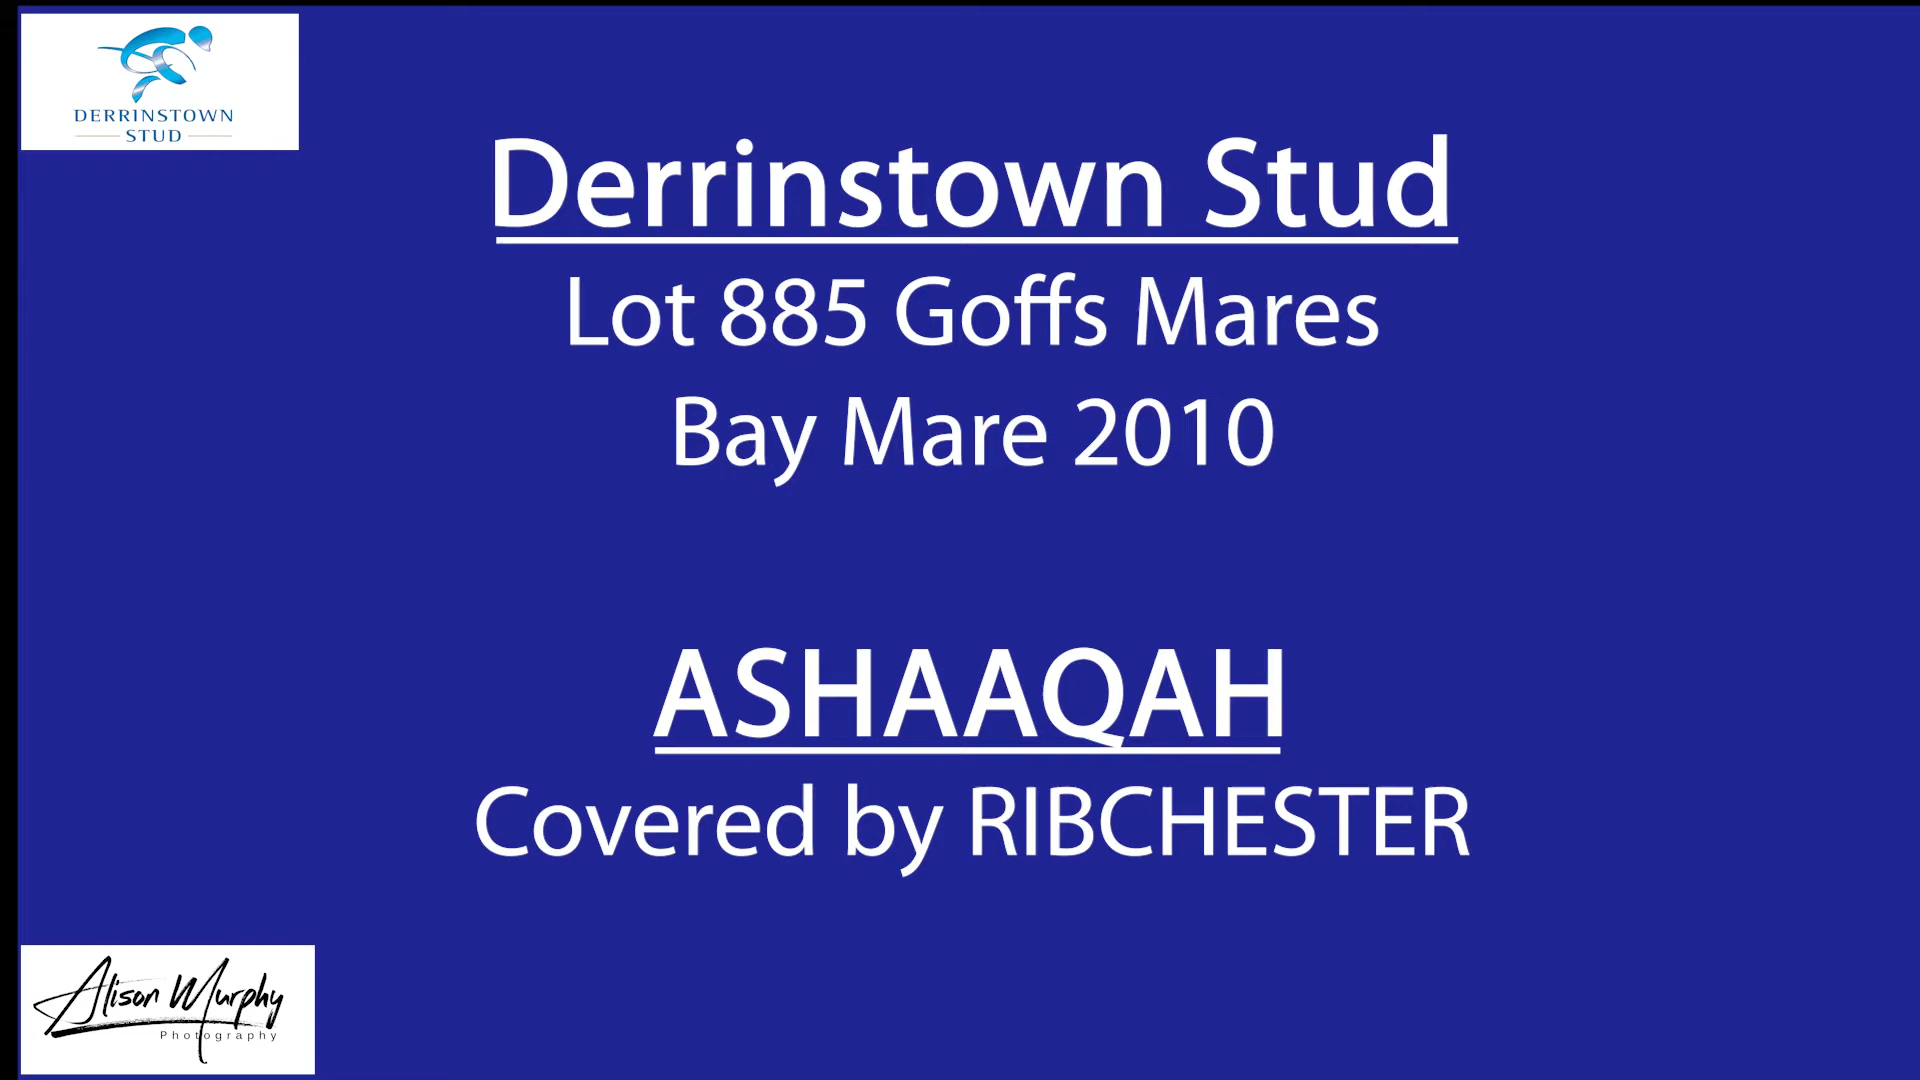 DERRINSTOWN
STUD
Derrinstown Stud
Lot 885 Goffs Mares
Bay Mare 2010
ASHAAQAH
Covered by RIBCHESTER
Alison Murphy
Photography